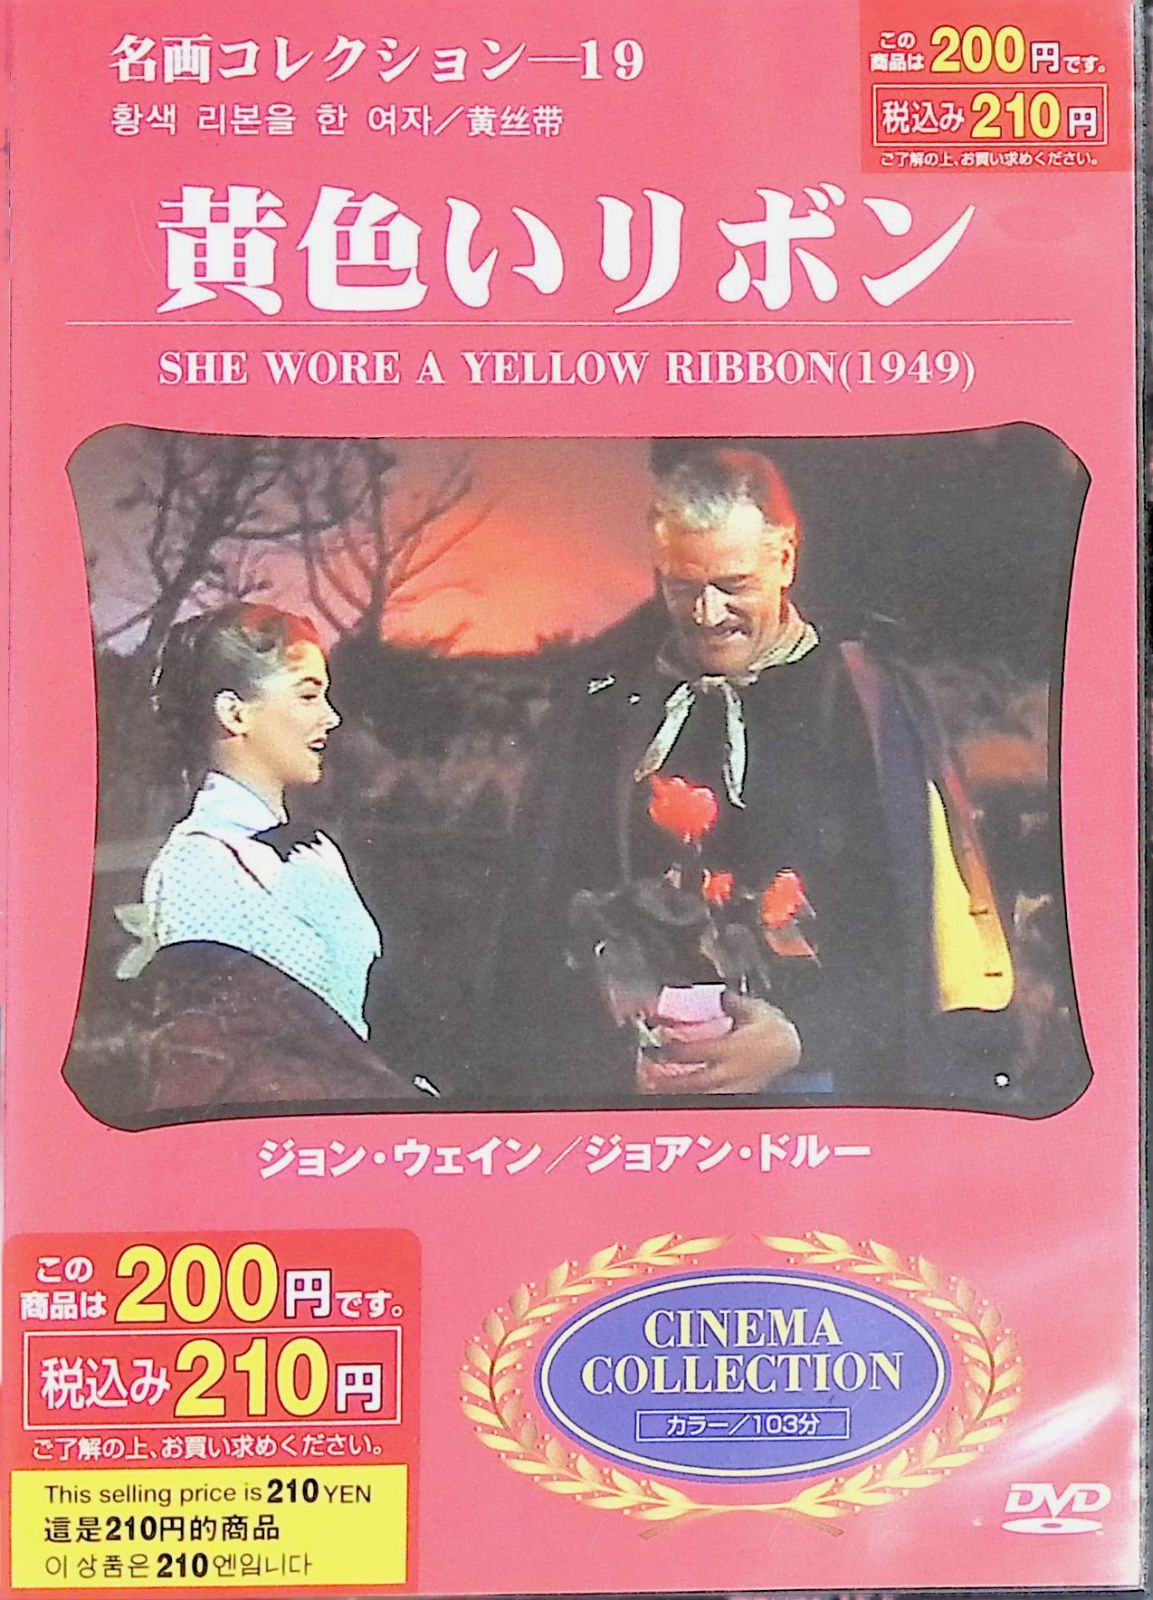 名画コレクション―19
황색 리본을 한 여자／黄丝带
この
商品は200円です。
税込み210円
ご了解の上、お買い求めください。
黄色いリボン
SHE WORE A YELLOW RIBBON(1949)
ジョン・ウェイン／ジョアン・ドルー
この
商品は200円です。
税込み210円
ご了解の上、お買い求めください。
This selling price is 210 YEN
這是210円的商品
이 상품은 210엔입니다
CINEMA
COLLECTION
カラー／103分
DVD